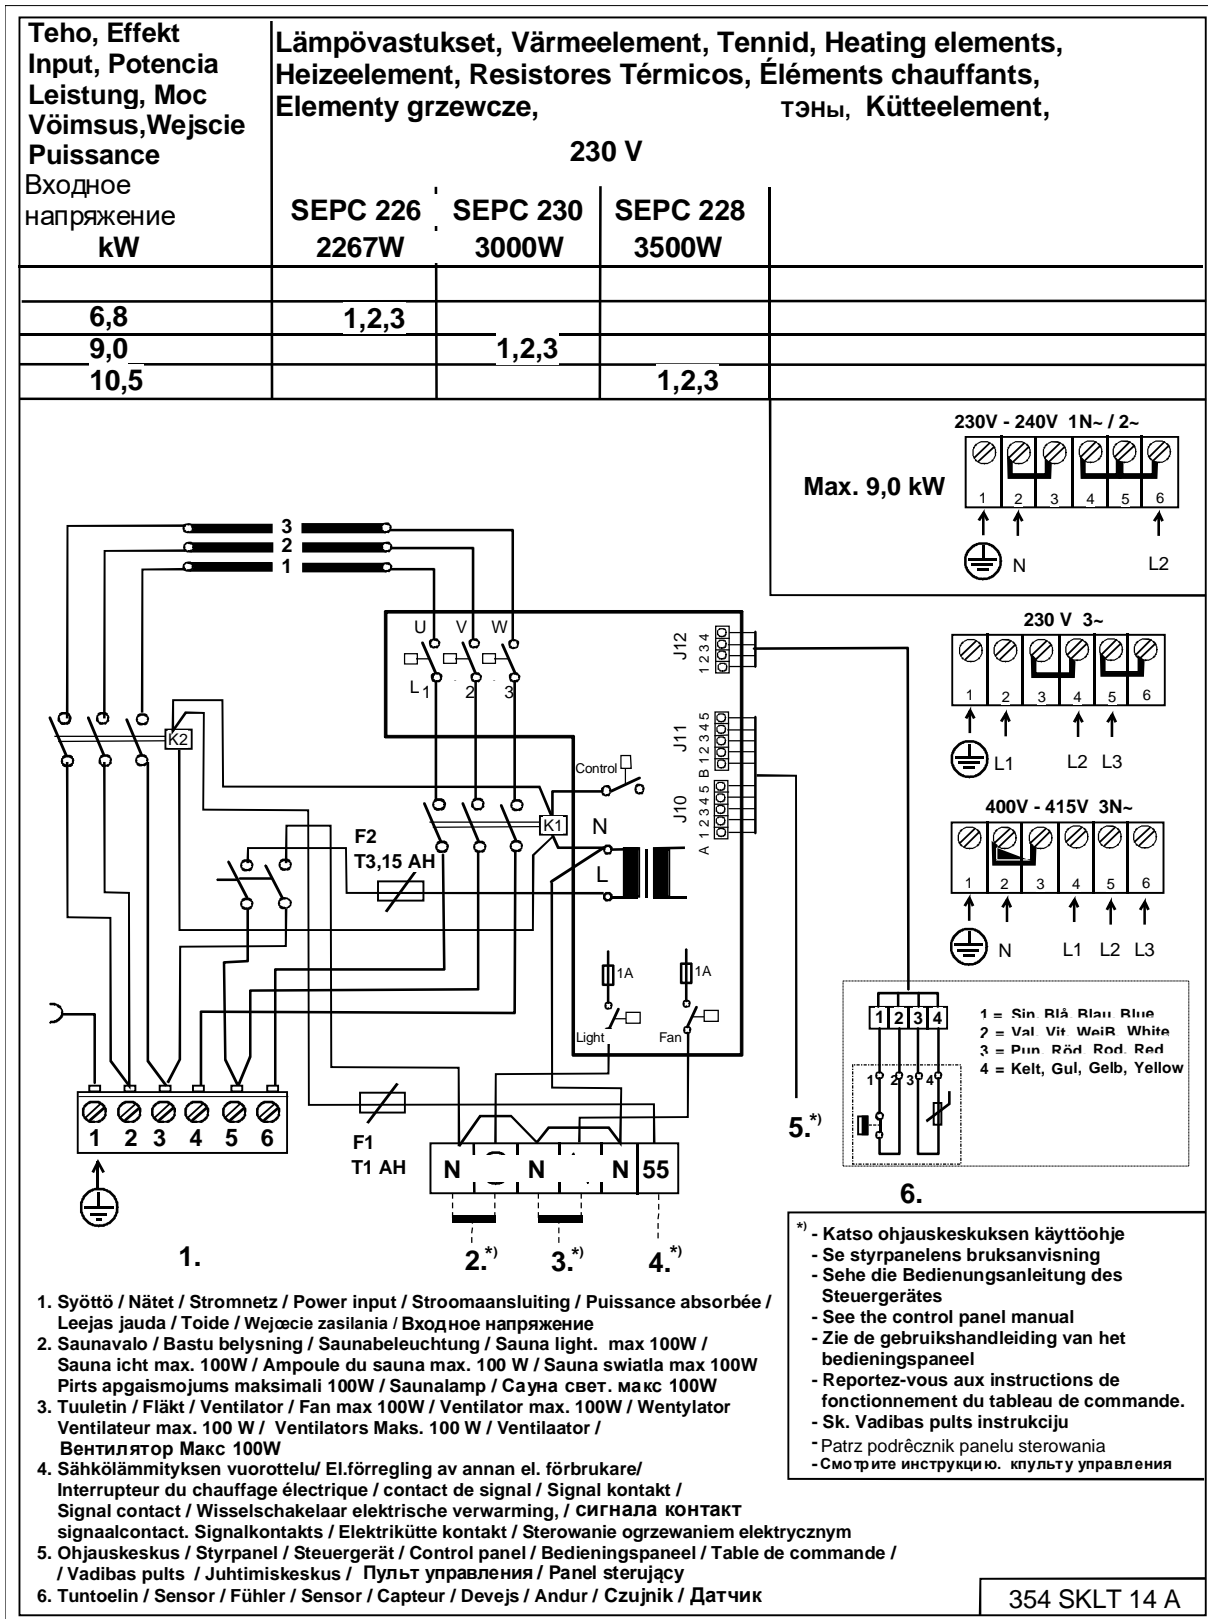 Teho, Effekt
Input, Potencia
Leistung, Moc
Vöimsus,Wejscie
Puissance
Входное
напряжение
kW
Lämpövastukset, Värmeelement, Tennid, Heating elements,
Heizeelement, Resistores Térmicos, Éléments chauffants,
Elementy grzewcze, ТЭНы, Kütteelement,
230 V
SEPC 226 SEPC 230 SEPC 228
2267W 3000W 3500W
6,8 1,2,3
9,0 1,2,3
10,5 1,2,3
230V - 240V 1N~ / 2~
Max. 9,0 kW
1 2 3 4 5 6
N L2
3
2
1
U V W
L1 2 3
J12
1 2 3 4
230 V 3~
1 2 3 4 5 6
L1 L2 L3
K2
J11
B 1 2 3 4 5
Control
J10
A 1 2 3 4 5
400V - 415V 3N~
1 2 3 4 5 6
N L1 L2 L3
K1
N
L
F2
T3,15 AH
1A 1A
Light Fan
1 2 3 4
1 2 3 4
1 = Sin, Blå, Blau, Blue
2 = Val, Vit, WeiB, White
3 = Pun, Röd, Rod, Red
4 = Kelt, Gul, Gelb, Yellow
1 2 3 4 5 6
F1
T1 AH
N N N 55
1.
2.*)
3.*)
4.*)
5.*)
6.
*) - Katso ohjauskeskuksen käyttöohje
- Se styrpanelens bruksanvisning
- Sehe die Bedienungsanleitung des
Steuergerätes
- See the control panel manual
- Zie de gebruikshandleiding van het
bedieningspaneel
- Reportez-vous aux instructions de
fonctionnement du tableau de commande.
- Sk. Vadibas pults instrukciju
- Patrz podrêcznik panelu sterowania
- Смотрите инструкцию. кпульту управления
1. Syöttö / Nätet / Stromnetz / Power input / Stroomaansluiting / Puissance absorbée /
Leejas jauda / Toide / Wejœcie zasilania / Входное напряжение
2. Saunavalo / Bastu belysning / Saunabeleuchtung / Sauna light. max 100W /
Sauna icht max. 100W / Ampoule du sauna max. 100 W / Sauna swiatla max 100W
Pirts apgaismojums maksimali 100W / Saunalamp / Сауна свет. макс 100W
3. Tuuletin / Fläkt / Ventilator / Fan max 100W / Ventilator max. 100W / Wentylator
Ventilateur max. 100 W / Ventilators Maks. 100 W / Ventilaator /
Вентилятор Макс 100W
4. Sähkölämmityksen vuorottelu/ El.förregling av annan el. förbrukare/
Interrupteur du chauffage électrique / contact de signal / Signal kontakt /
Signal contact / Wisselschakelaar elektrische verwarming, / сигнала контакт
signaalcontact. Signalkontakts / Elektrikütte kontakt / Sterowanie ogrzewaniem elektrycznym
5. Ohjauskeskus / Styrpanel / Steuergerät / Control panel / Bedieningspaneel / Table de commande /
/ Vadibas pults / Juhtimiskeskus / Пульт управления / Panel sterujący
6. Tuntoelin / Sensor / Fühler / Sensor / Capteur / Devejs / Andur / Czujnik / Датчик
354 SKLT 14 A